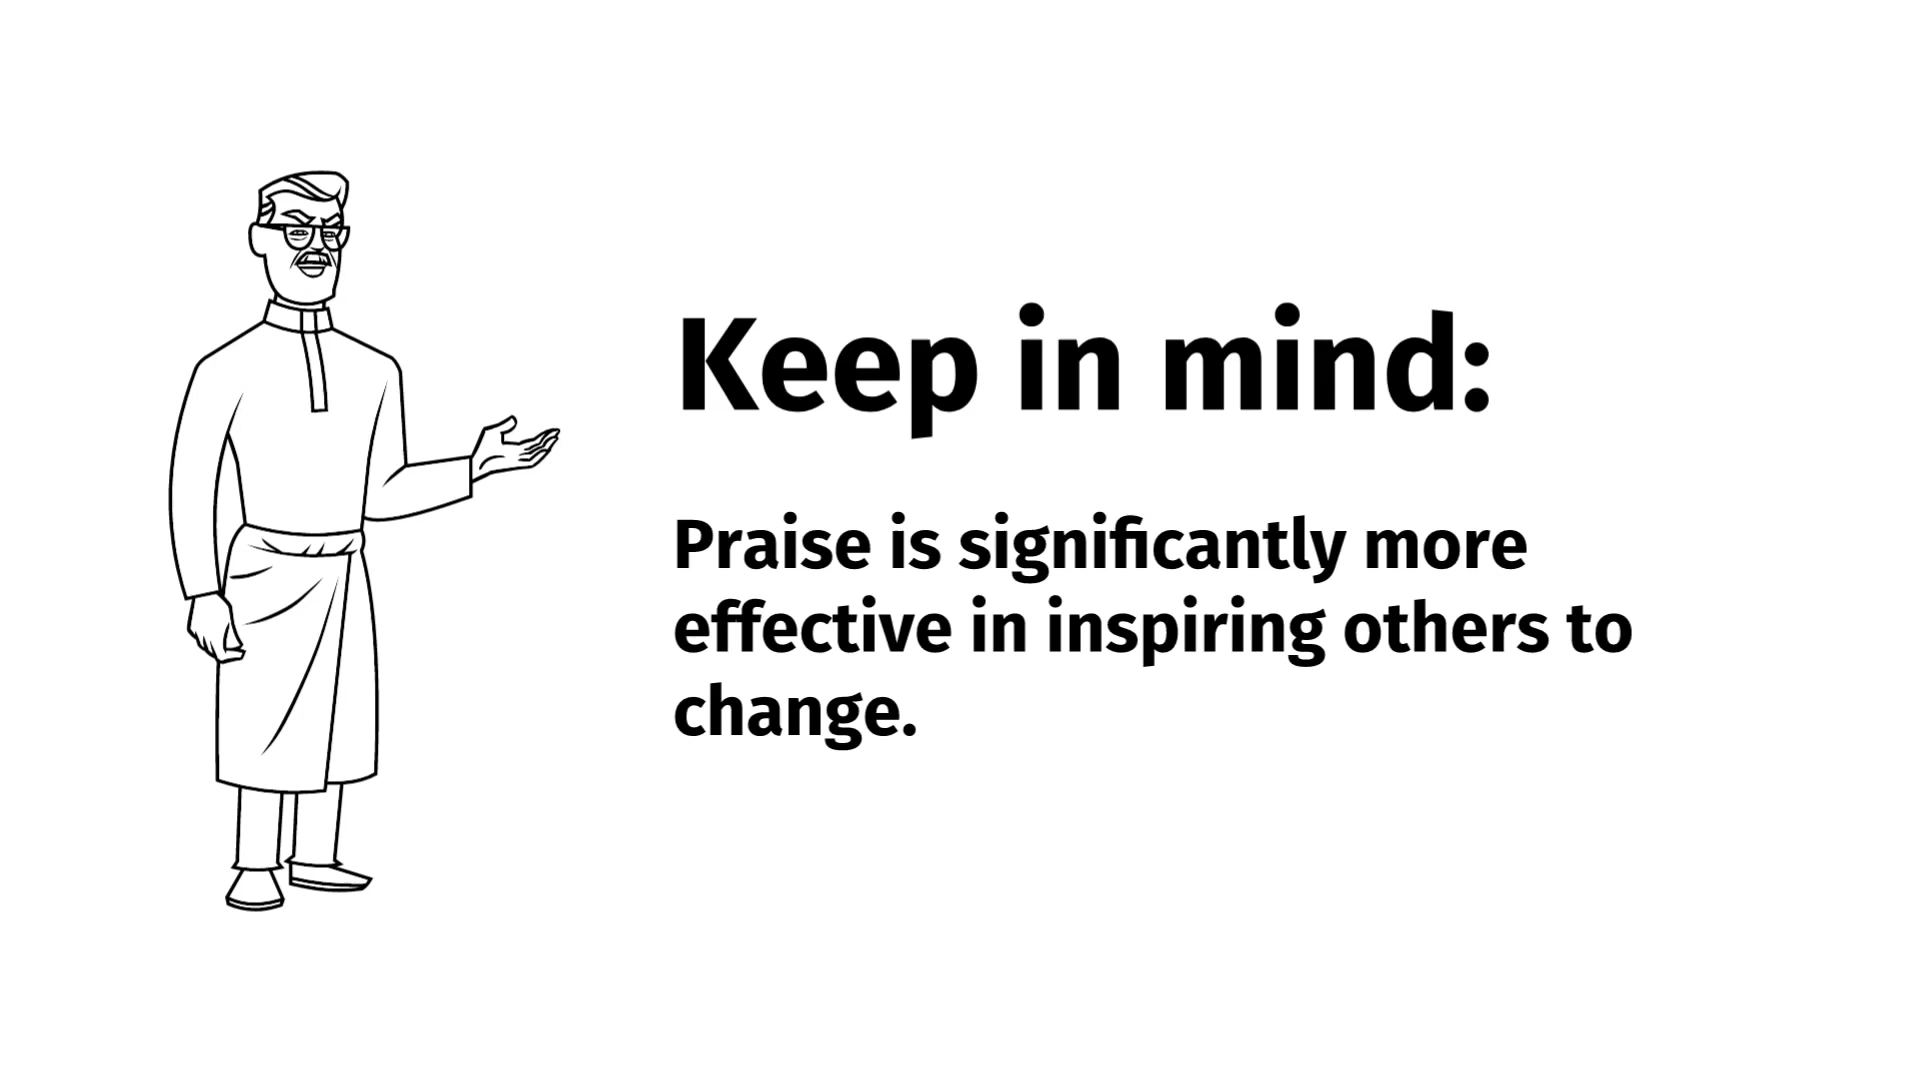 Keep in mind:
Praise is significantly more
effective in inspiring others to
change.